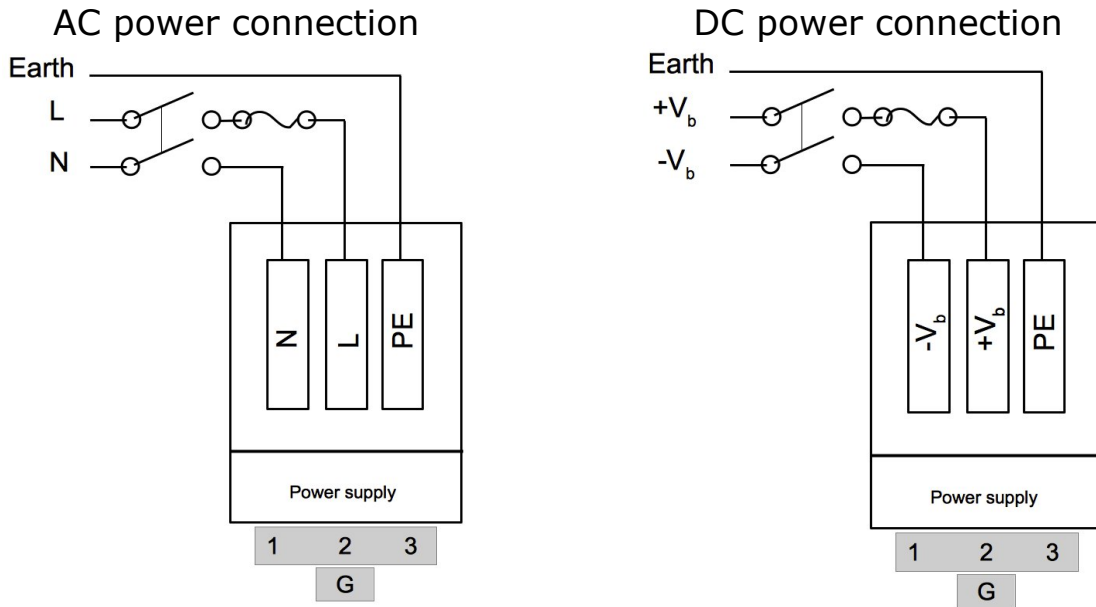 AC power connection
Earth
L
N
N
L
PE
Power supply
1 2 3
G
DC power connection
Earth
+Vb
-Vb
-Vb
+Vb
PE
Power supply
1 2 3
G